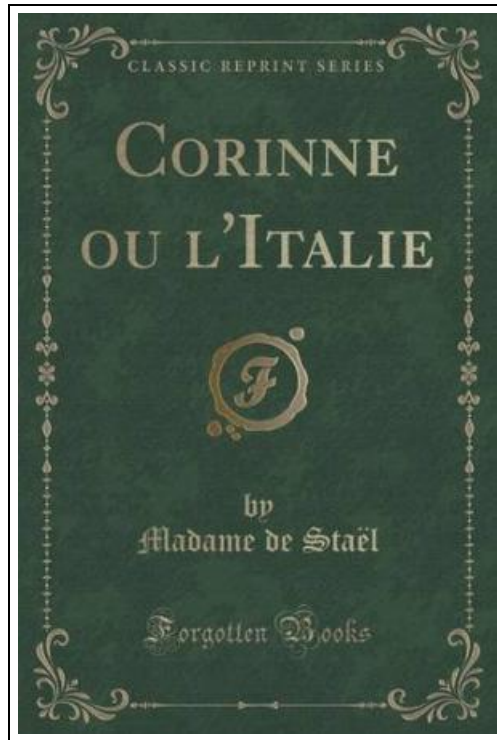 CLASSIC REPRINT SERIES
CORINNE
OU L'ITALIE
F
by
Madame de Staël
Forgotten Books